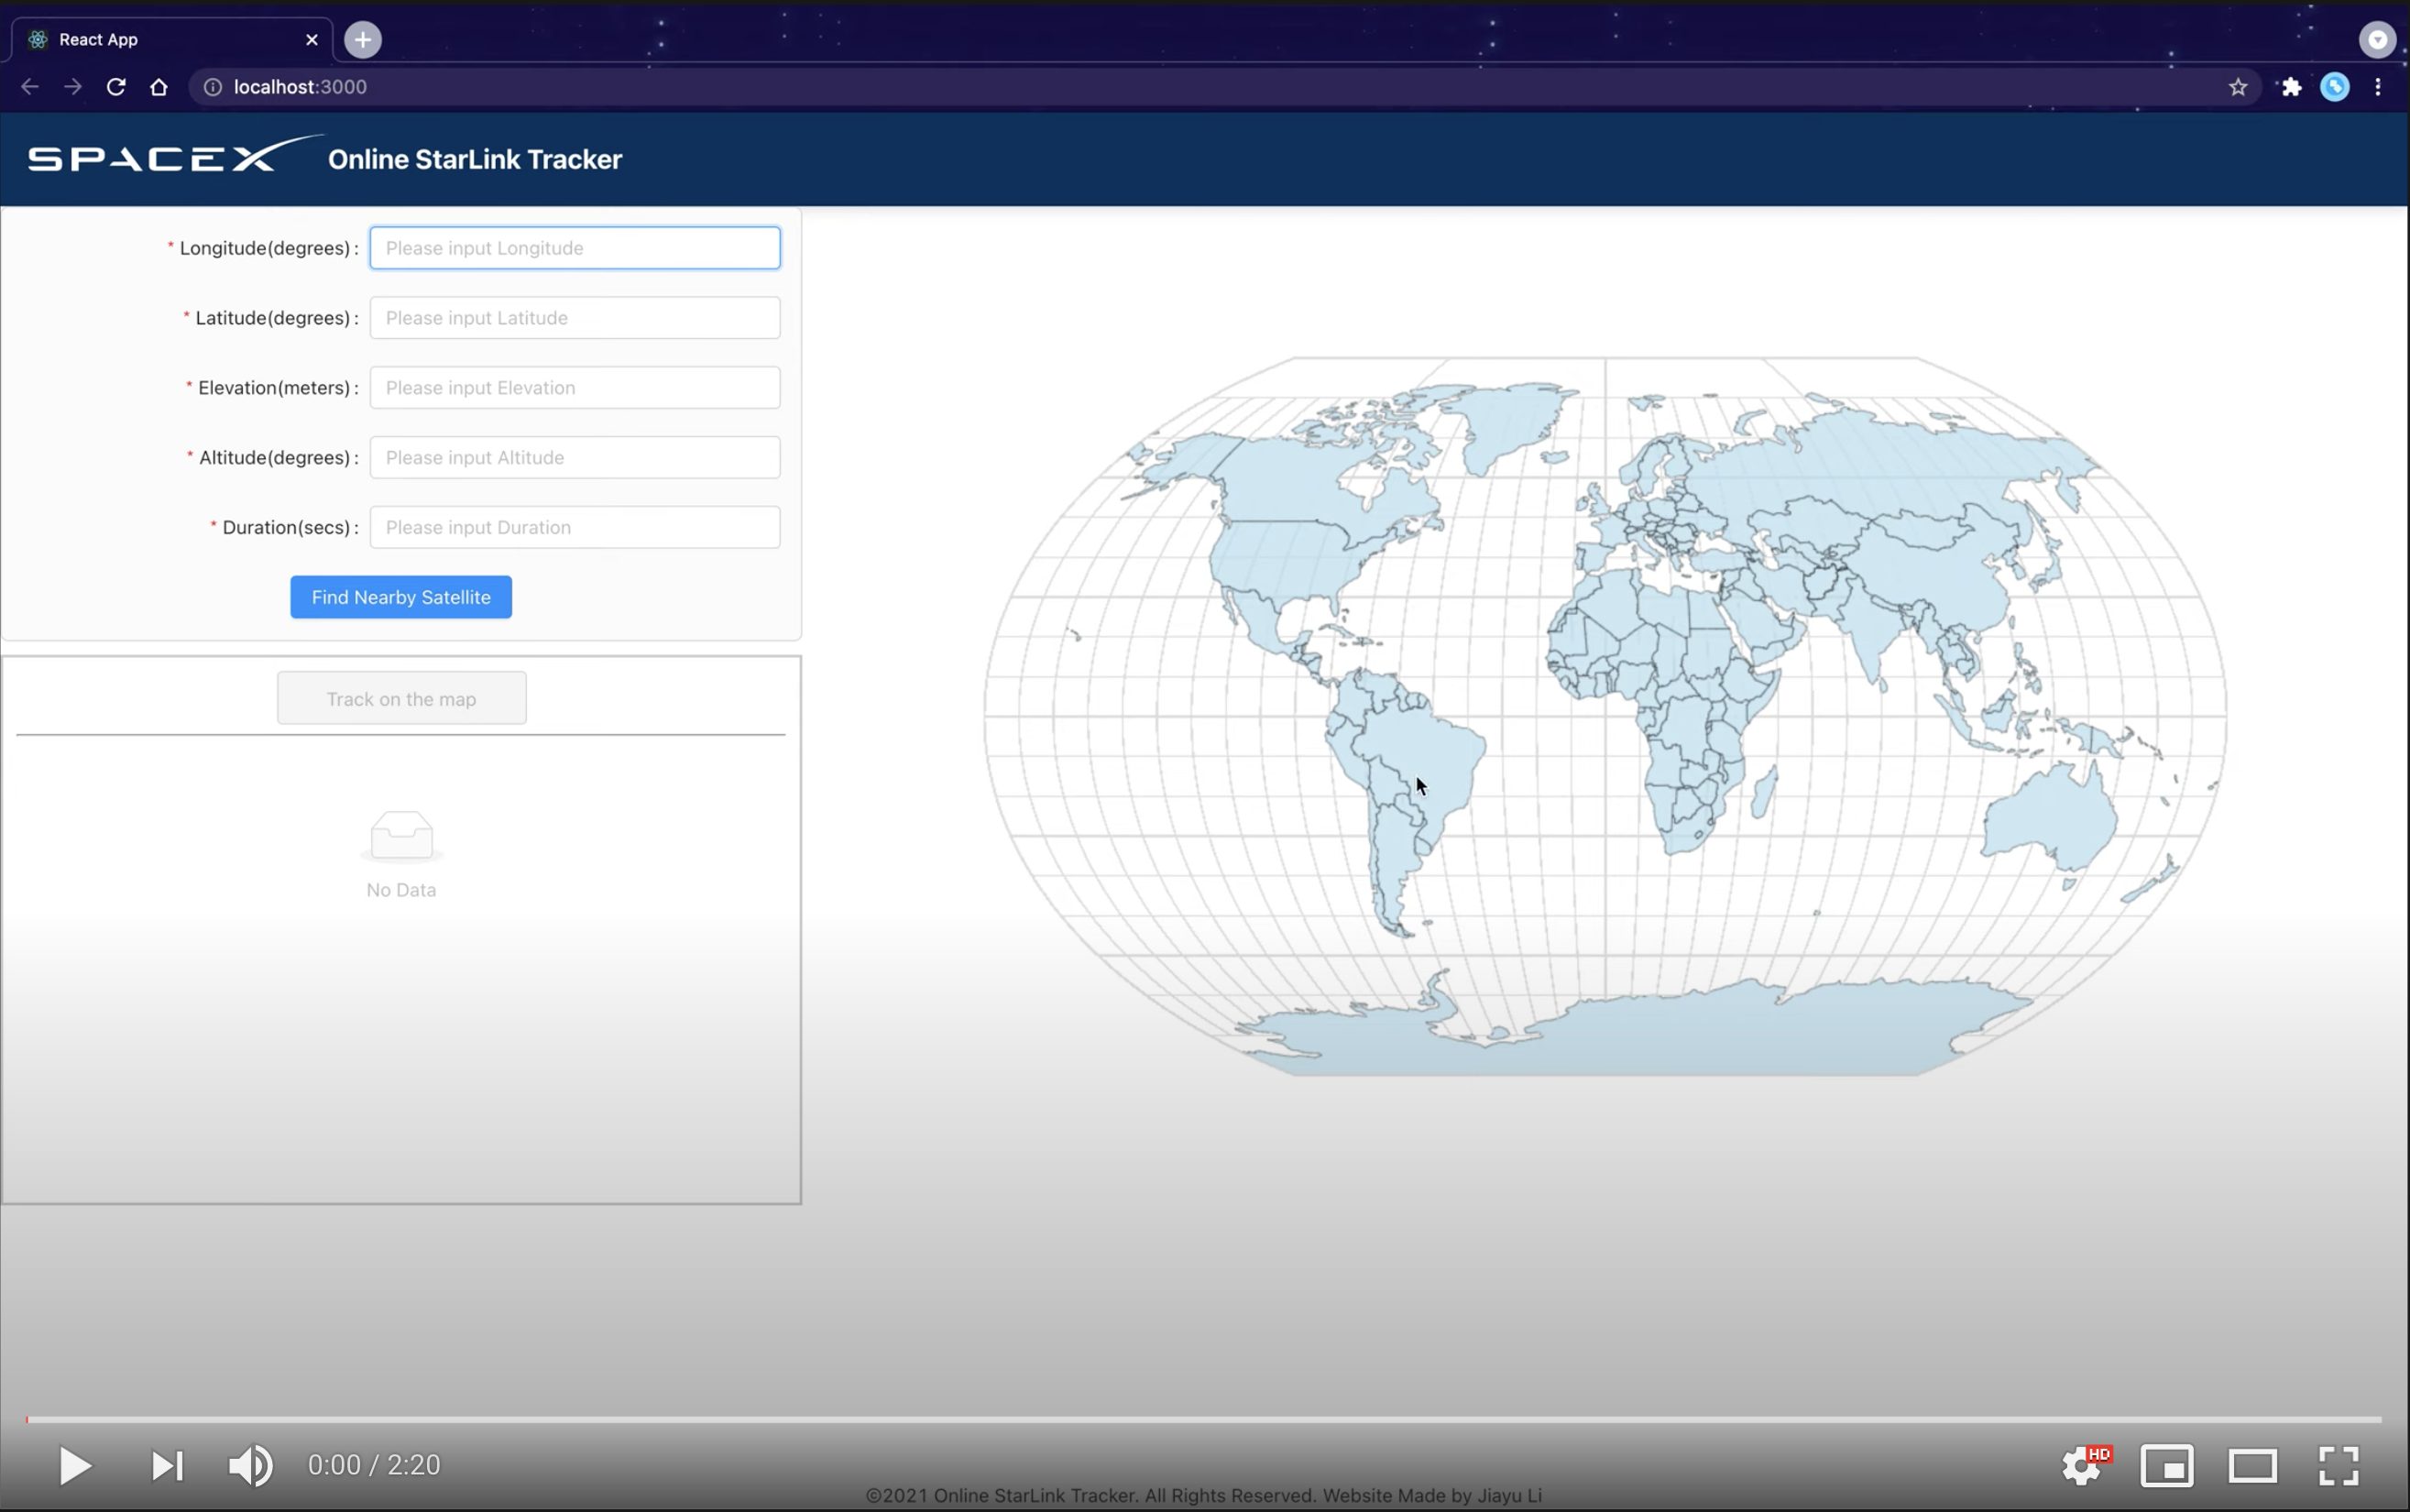 React App
localhost:3000
SPACEX Online StarLink Tracker
* Longitude(degrees) : Please input Longitude
* Latitude(degrees) : Please input Latitude
* Elevation(meters) : Please input Elevation
* Altitude(degrees) : Please input Altitude
* Duration(secs) : Please input Duration
Find Nearby Satellite
Track on the map
No Data
0:00 / 2:20
HD
©2021 Online StarLink Tracker. All Rights Reserved. Website Made by Jiayu Li